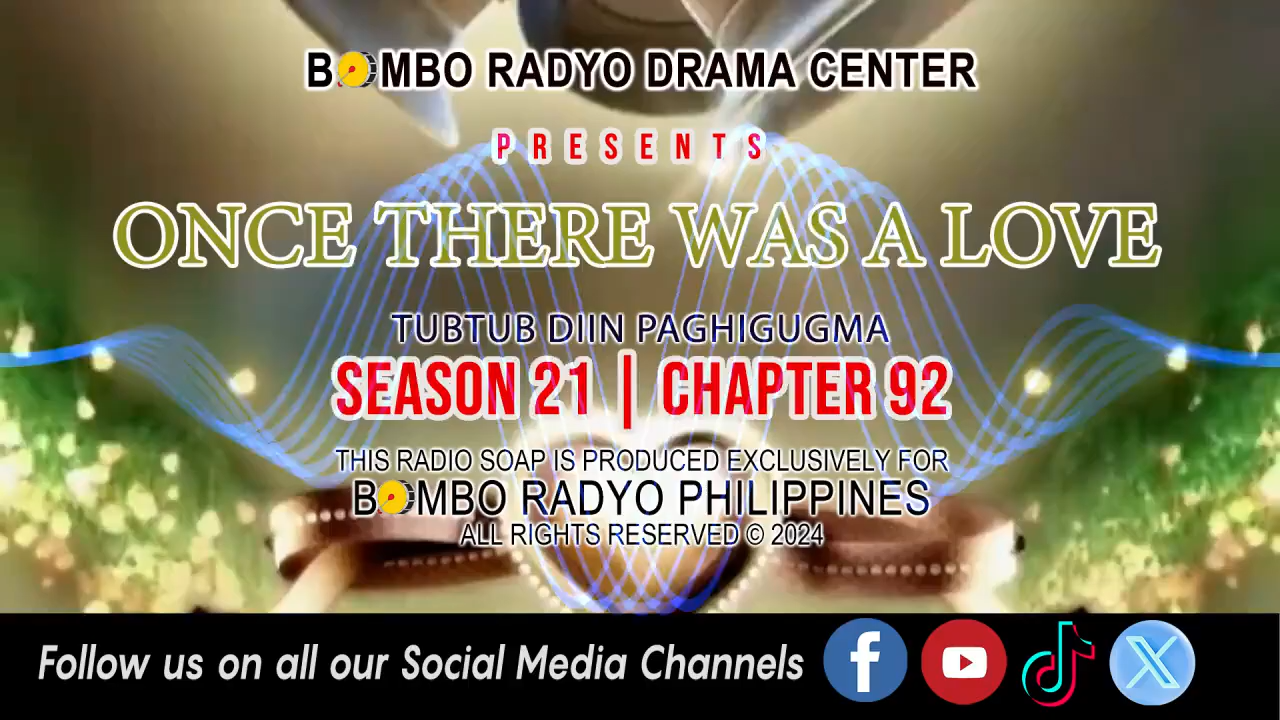 BOMBO RADYO DRAMA CENTER
PRESENTS
ONCE THERE WAS A LOVE
TUBTUB DIIN PAGHIGUGMA
SEASON 21 | CHAPTER 92
THIS RADIO SOAP IS PRODUCED EXCLUSIVELY FOR
BOMBO RADYO PHILIPPINES
ALL RIGHTS RESERVED © 2024
Follow us on all our Social Media Channels